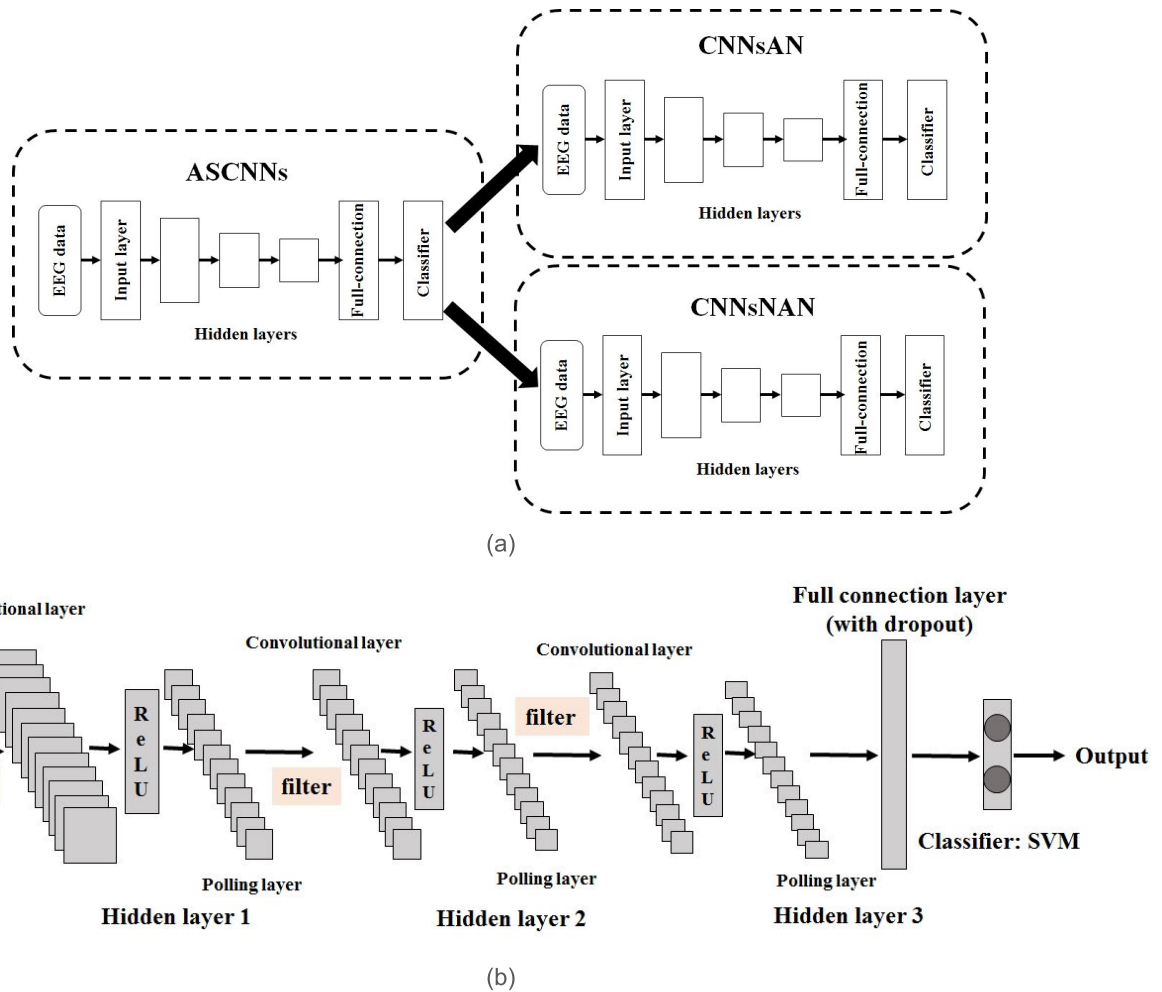 CNNsAN
EEG data
Input layer
Full-connection
Classifier
Hidden layers
ASCNNs
EEG data
Input layer
Full-connection
Classifier
Hidden layers
CNNsNAN
EEG data
Input layer
Full-connection
Classifier
Hidden layers
(a)
tional layer
Convolutional layer
Convolutional layer
Full connection layer
(with dropout)
ReLU
filter
ReLU
filter
ReLU
Output
Classifier: SVM
Polling layer
Polling layer
Polling layer
Hidden layer 1
Hidden layer 2
Hidden layer 3
(b)